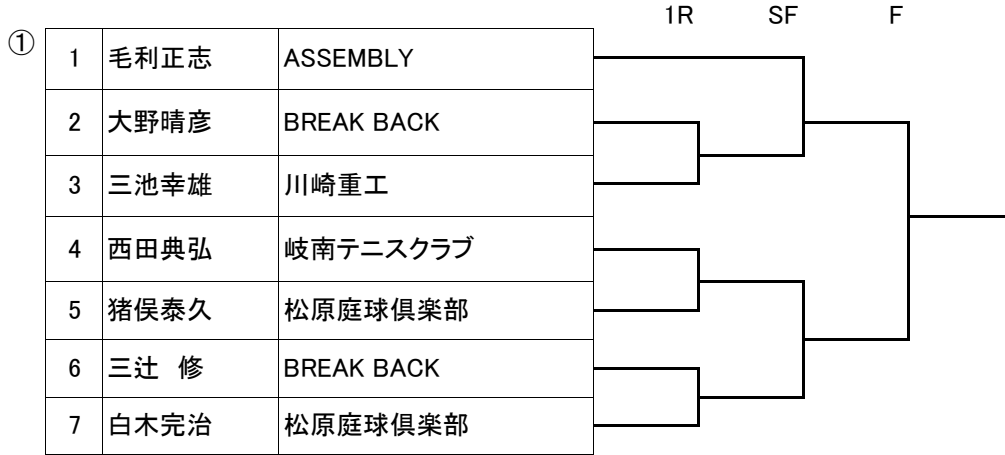 1R SF F
①
1 毛利正志 ASSEMBLY
2 大野晴彦 BREAK BACK
3 三池幸雄 川崎重工
4 西田典弘 岐南テニスクラブ
5 猪俣泰久 松原庭球倶楽部
6 三辻　修 BREAK BACK
7 白木完治 松原庭球倶楽部